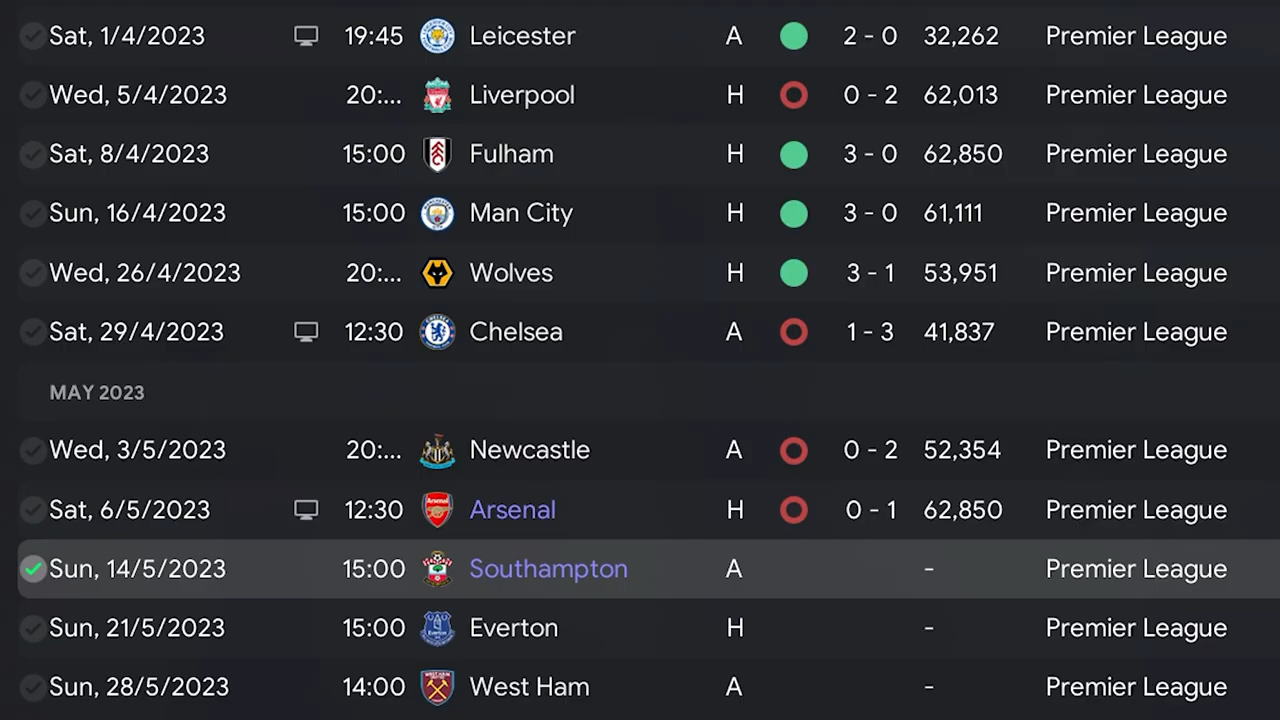 Sat, 1/4/2023 19:45 Leicester A 2 - 0 32,262 Premier League
Wed, 5/4/2023 20:... Liverpool H 0 - 2 62,013 Premier League
Sat, 8/4/2023 15:00 Fulham H 3 - 0 62,850 Premier League
Sun, 16/4/2023 15:00 Man City H 3 - 0 61,111 Premier League
Wed, 26/4/2023 20:... Wolves H 3 - 1 53,951 Premier League
Sat, 29/4/2023 12:30 Chelsea A 1 - 3 41,837 Premier League
MAY 2023
Wed, 3/5/2023 20:... Newcastle A 0 - 2 52,354 Premier League
Sat, 6/5/2023 12:30 Arsenal H 0 - 1 62,850 Premier League
Sun, 14/5/2023 15:00 Southampton A - Premier League
Sun, 21/5/2023 15:00 Everton H - Premier League
Sun, 28/5/2023 14:00 West Ham A - Premier League